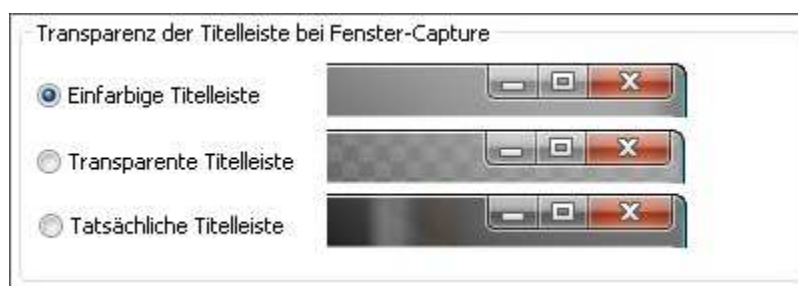 Transparenz der Titelleiste bei Fenster-Capture
Einfarbige Titelleiste
Transparente Titelleiste
Tatsächliche Titelleiste